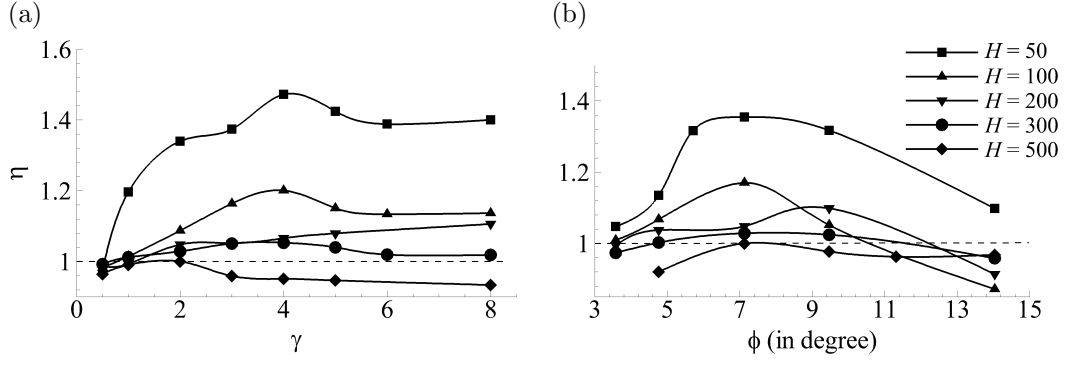 (a)
(b)
1.6
1.4
1.2
1
η
0 2 4 6 8
γ
1.4
1.2
1
3 5 7 9 11 13 15
ϕ (in degree)
H = 50
H = 100
H = 200
H = 300
H = 500